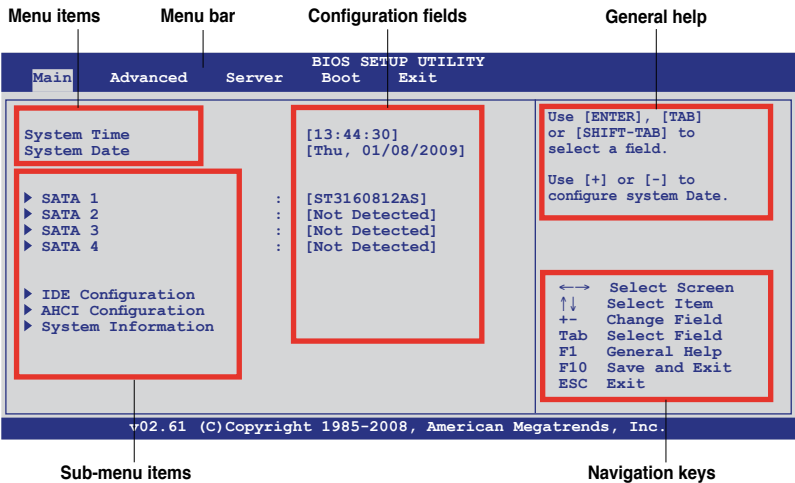 Menu items Menu bar Configuration fields General help
BIOS SETUP UTILITY
Main Advanced Server Boot Exit
System Time [13:44:30]
System Date [Thu, 01/08/2009]
SATA 1 : [ST3160812AS]
SATA 2 : [Not Detected]
SATA 3 : [Not Detected]
SATA 4 : [Not Detected]
IDE Configuration
AHCI Configuration
System Information
Use [ENTER], [TAB]
or [SHIFT-TAB] to
select a field.
Use [+] or [-] to
configure system Date.
←→ Select Screen
↑↓ Select Item
+- Change Field
Tab Select Field
F1 General Help
F10 Save and Exit
ESC Exit
v02.61 (C)Copyright 1985-2008, American Megatrends, Inc.
Sub-menu items Navigation keys